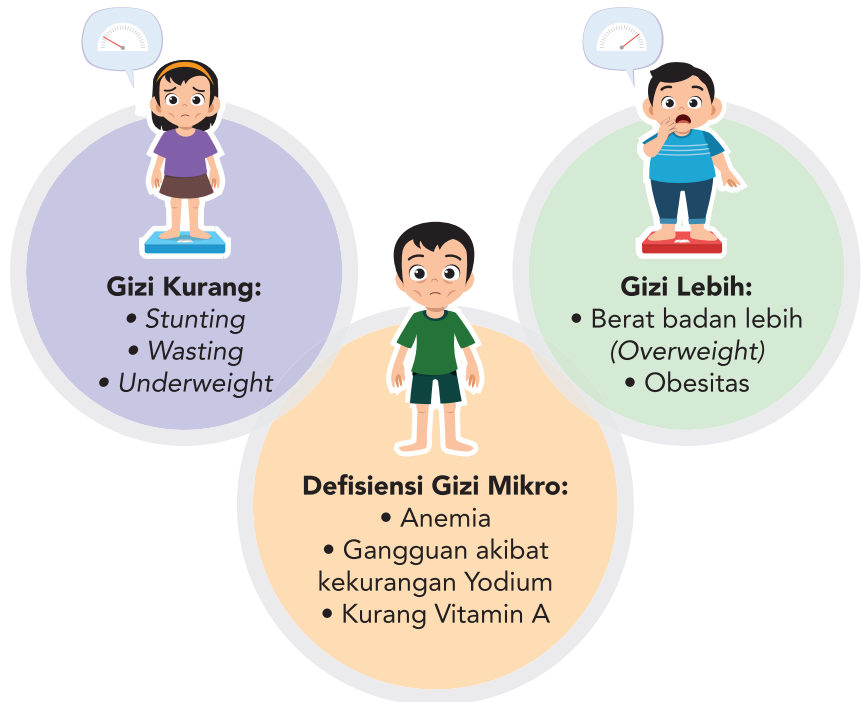 Gizi Kurang:
• Stunting
• Wasting
• Underweight
Gizi Lebih:
• Berat badan lebih
(Overweight)
• Obesitas
Defisiensi Gizi Mikro:
• Anemia
• Gangguan akibat
kekurangan Yodium
• Kurang Vitamin A